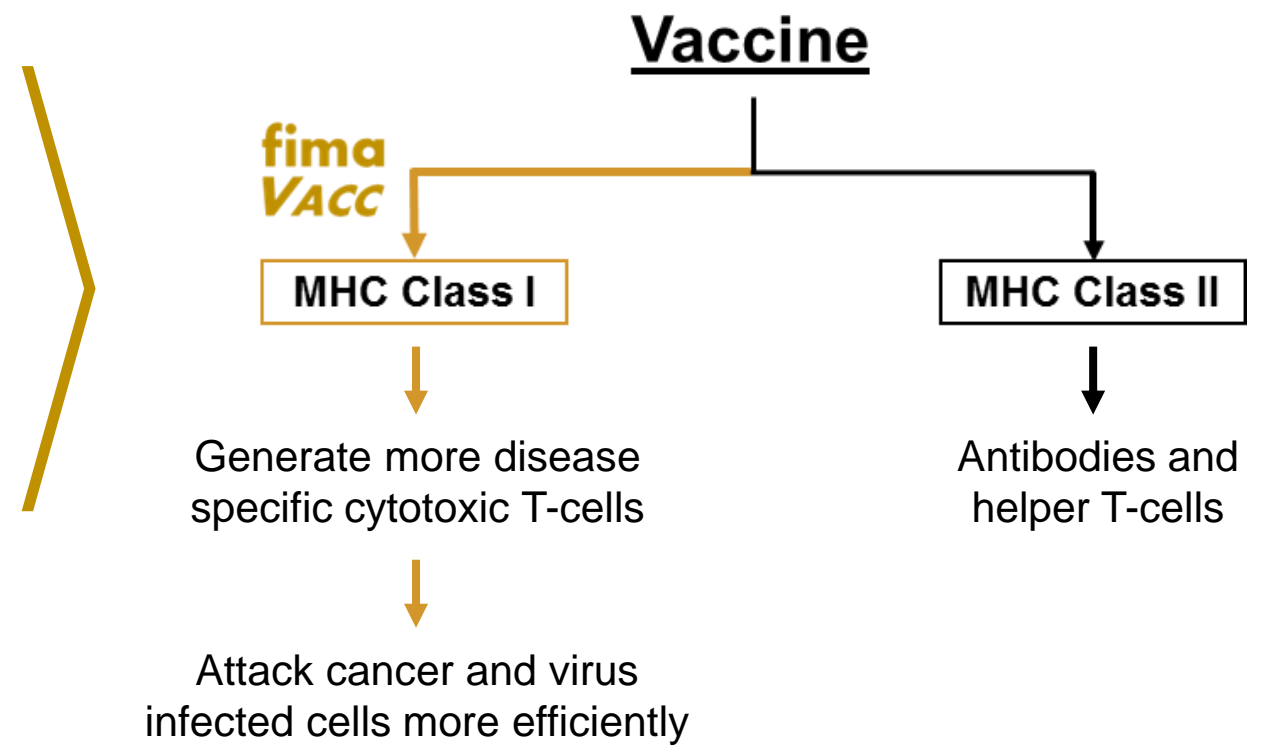 Vaccine
fima
VACC
MHC Class I
MHC Class II
Generate more disease
specific cytotoxic T-cells
Antibodies and
helper T-cells
Attack cancer and virus
infected cells more efficiently